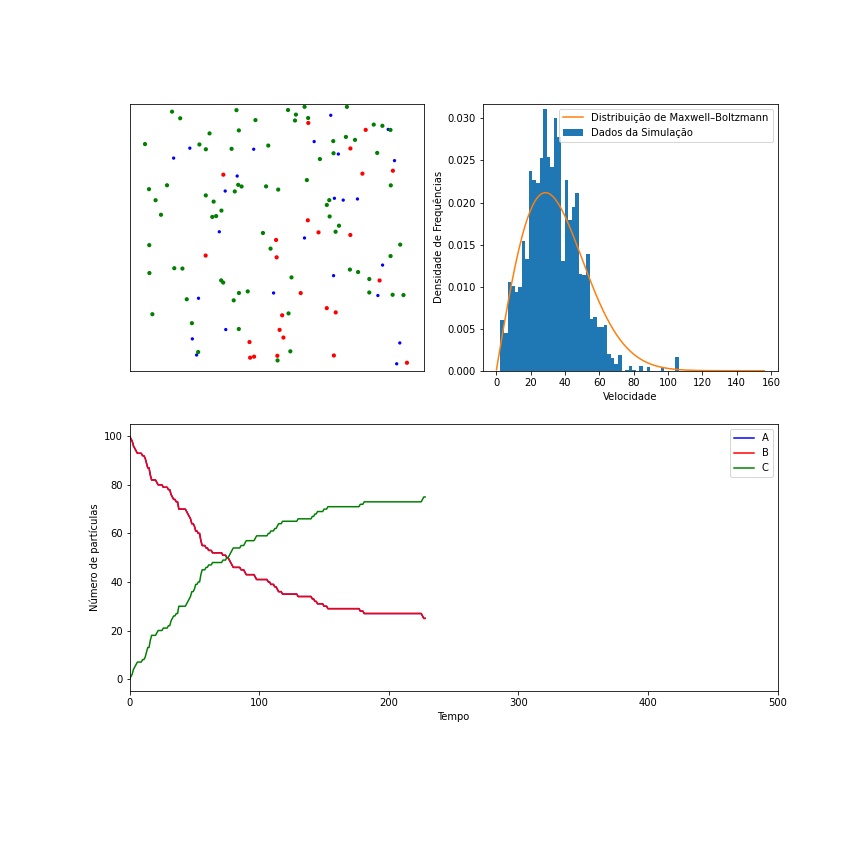 Distribuição de Maxwell–Boltzmann
Dados da Simulação
0.030
0.025
0.020
0.015
0.010
0.005
0.000
Densidade de Frequências
0 20 40 60 80 100 120 140 160
Velocidade
A
B
C
100
80
60
40
20
0
Número de partículas
0 100 200 300 400 500
Tempo